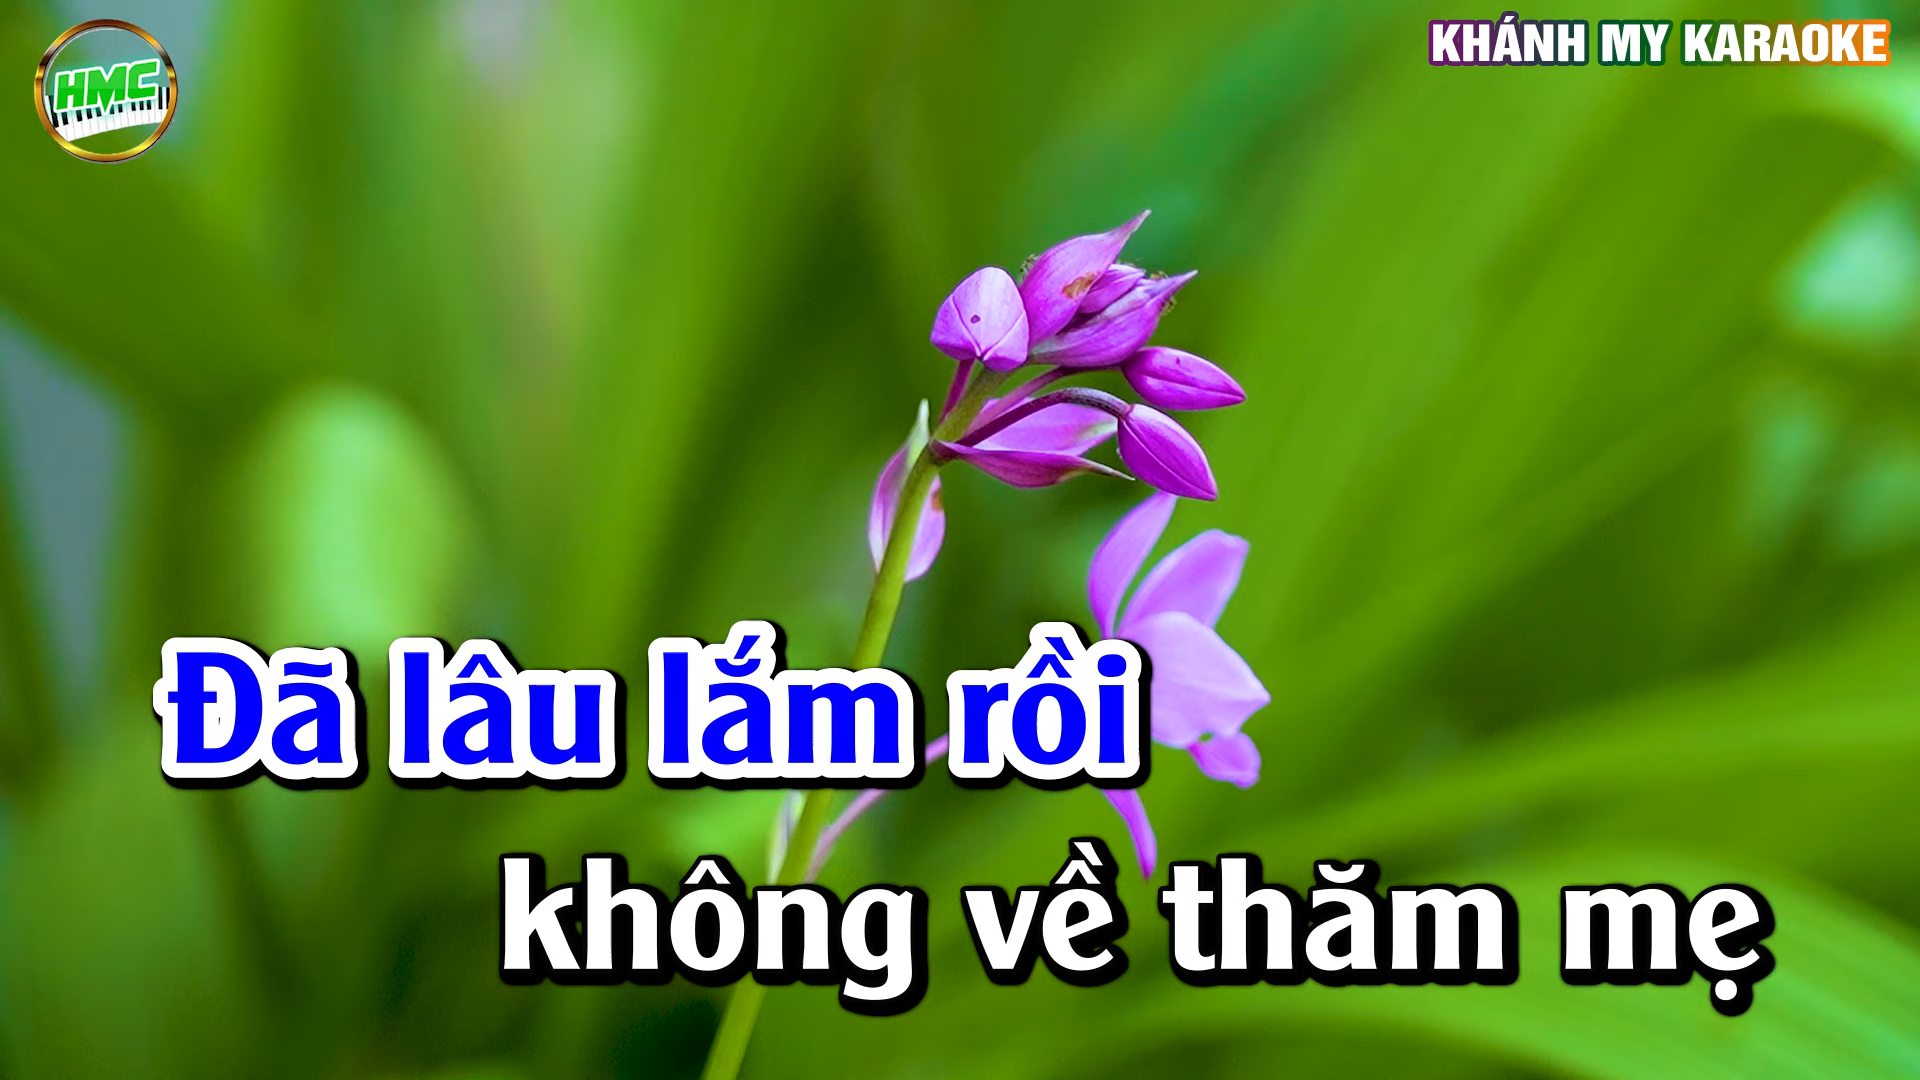 HMC
KHÁNH MY KARAOKE
Đã lâu lắm rồi
không về thăm mẹ